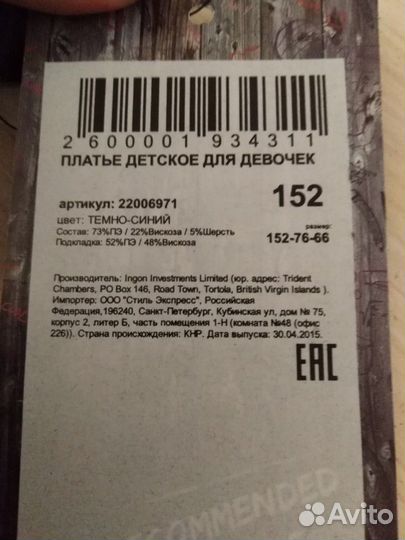 2 600001 934311
ПЛАТЬЕ ДЕТСКОЕ ДЛЯ ДЕВОЧЕК
артикул: 22006971 152
цвет: ТЕМНО-СИНИЙ размер:
Состав: 73%ПЭ / 22%Вискоза / 5%Шерсть 152-76-66
Подкладка: 52%ПЭ / 48%Вискоза
Производитель: Ingon Investments Limited (юр. адрес: Trident
Chambers, PO Box 146, Road Town, Tortola, British Virgin Islands ).
Импортер: ООО "Стиль Экспресс", Российская
Федерация,196240, Санкт-Петербург, Кубинская ул, дом № 75,
корпус 2, литер Б, часть помещения 1-Н (комната №48 (офис
226)). Страна происхождения: КНР. Дата выпуска: 30.04.2015.
EAC
RECOMMENDED
Avito